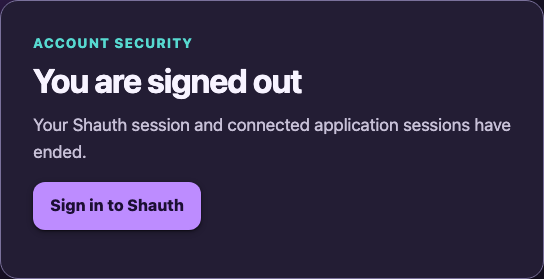 ACCOUNT SECURITY
You are signed out
Your Shauth session and connected application sessions have
ended.
Sign in to Shauth